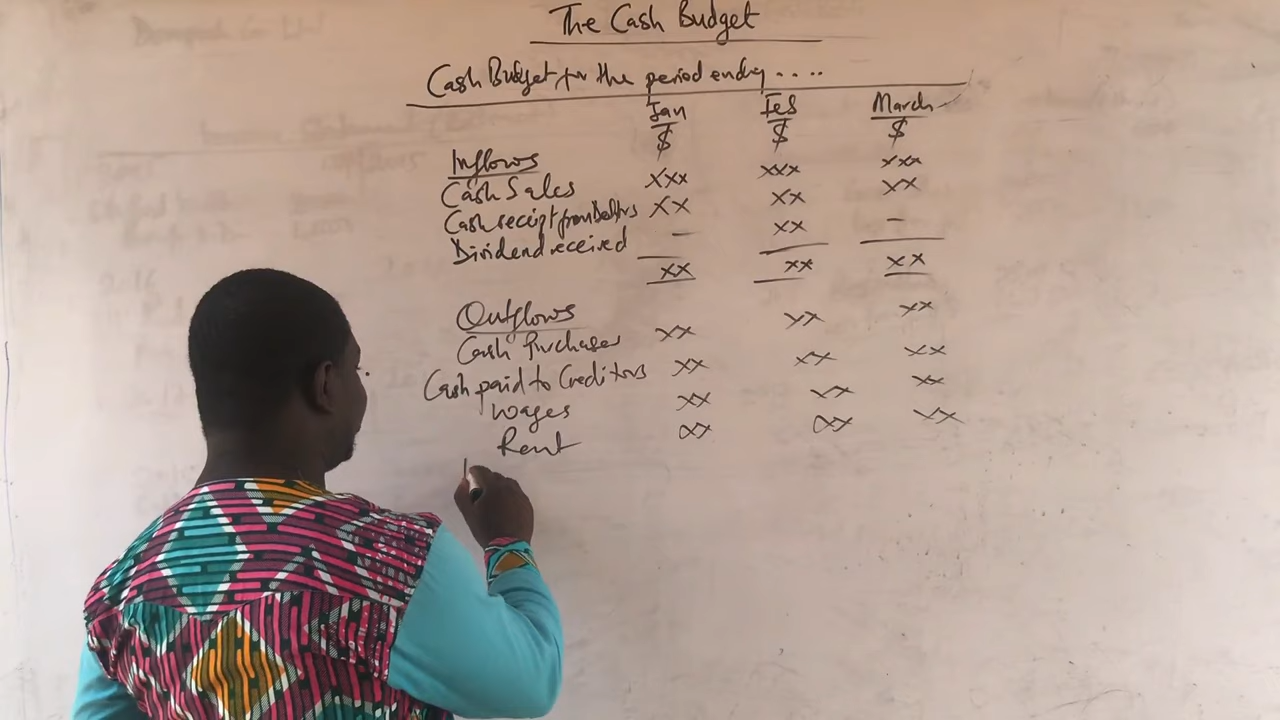 The Cash Budget
Cash Budget for the period ending ....
Jan Feb March
$ $ $
Inflows
Cash Sales xxx xxx xxx
Cash receipt from Debtors xx xx xx
Dividend received - xx -
xx xx xx
Outflows
Cash Purchases xx xx xx
Cash paid to Creditors xx xx xx
Wages xx xx xx
Rent xx xx xx